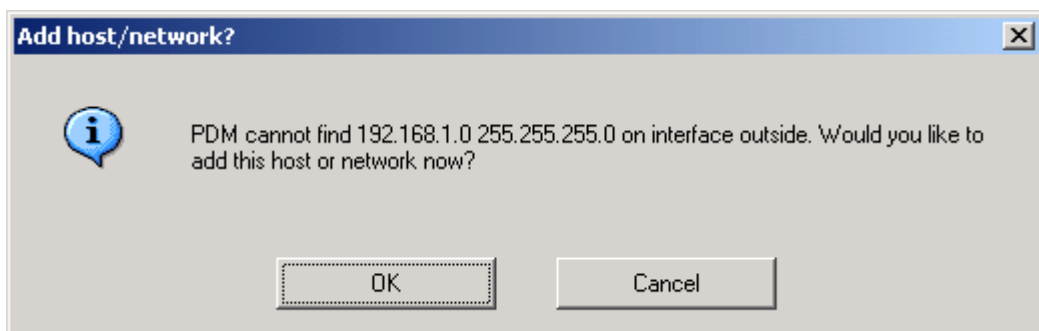 Add host/network?
PDM cannot find 192.168.1.0 255.255.255.0 on interface outside. Would you like to
add this host or network now?
OK
Cancel